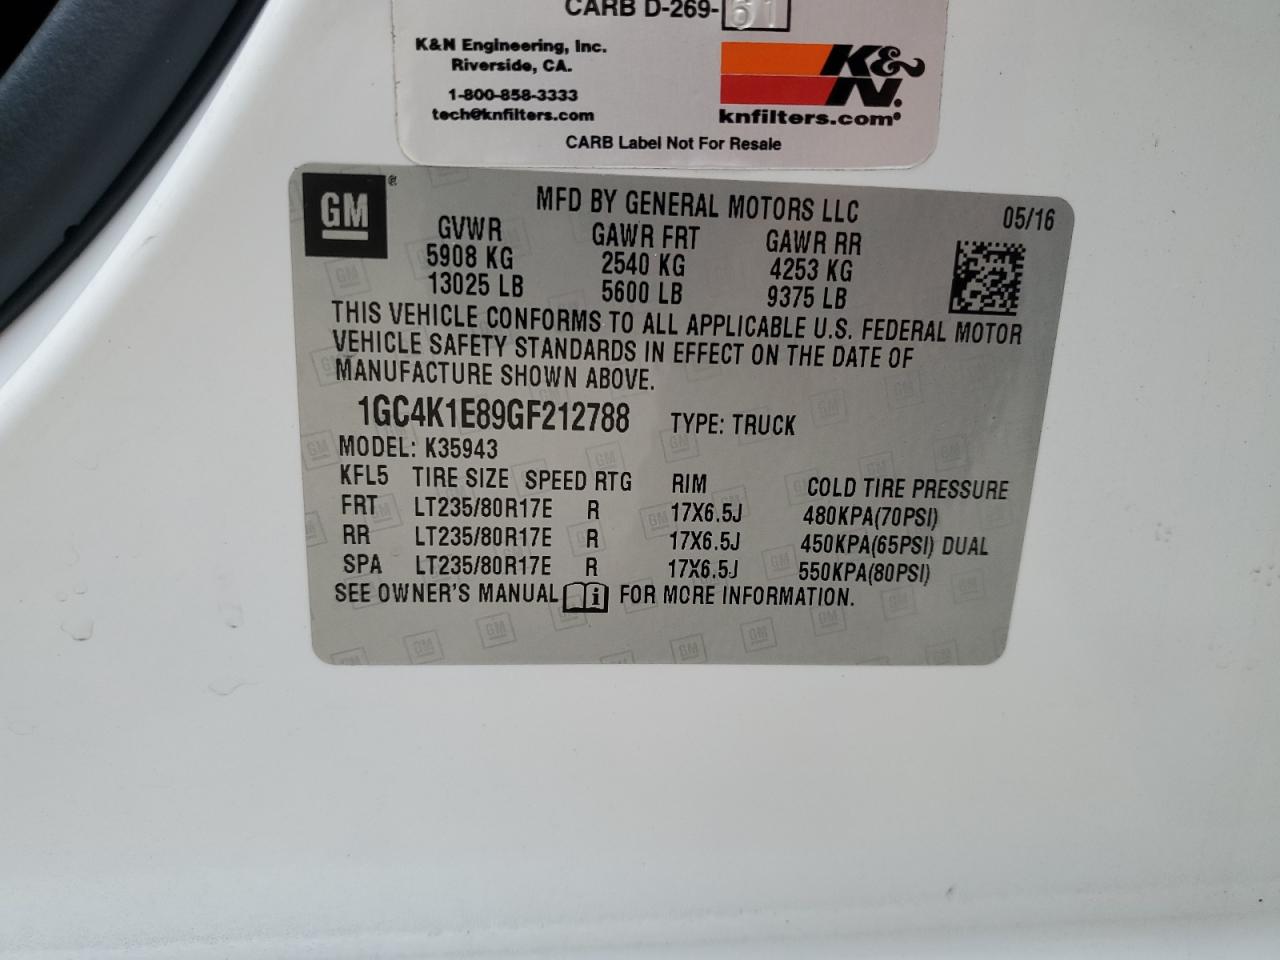 CARB D-269-
K&N Engineering, Inc.
Riverside, CA.
1-800-858-3333
tech@knfilters.com
K&N.
knfilters.com®
CARB Label Not For Resale
GM®
MFD BY GENERAL MOTORS LLC 05/16
GVWR GAWR FRT GAWR RR
5908 KG 2540 KG 4253 KG
13025 LB 5600 LB 9375 LB
THIS VEHICLE CONFORMS TO ALL APPLICABLE U.S. FEDERAL MOTOR
VEHICLE SAFETY STANDARDS IN EFFECT ON THE DATE OF
MANUFACTURE SHOWN ABOVE.
1GC4K1E89GF212788 TYPE: TRUCK
MODEL: K35943
KFL5 TIRE SIZE SPEED RTG RIM COLD TIRE PRESSURE
FRT LT235/80R17E R 17X6.5J 480KPA(70PSI)
RR LT235/80R17E R 17X6.5J 450KPA(65PSI) DUAL
SPA LT235/80R17E R 17X6.5J 550KPA(80PSI)
SEE OWNER'S MANUAL i FOR MORE INFORMATION.